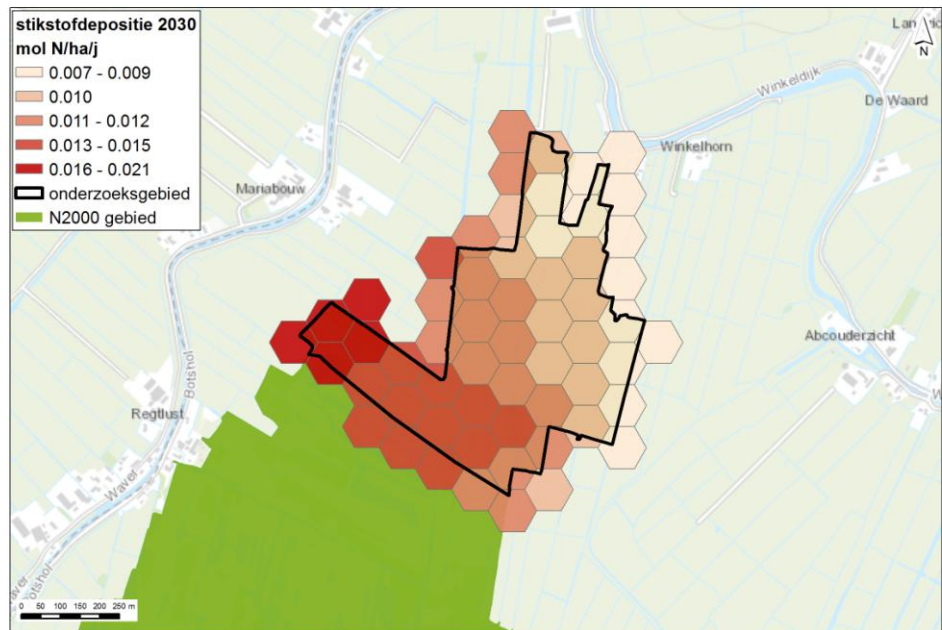 stikstofdepositie 2030
mol N/ha/j
0.007 - 0.009
0.010
0.011 - 0.012
0.013 - 0.015
0.016 - 0.021
onderzoeksgebied
N2000 gebied
N
Winkeldijk
De Waard
Winkelhorn
Mariabouw
Abcouderzicht
Botshol
Regtlust
Waver
Botshol
0 50 100 150 200 250 m